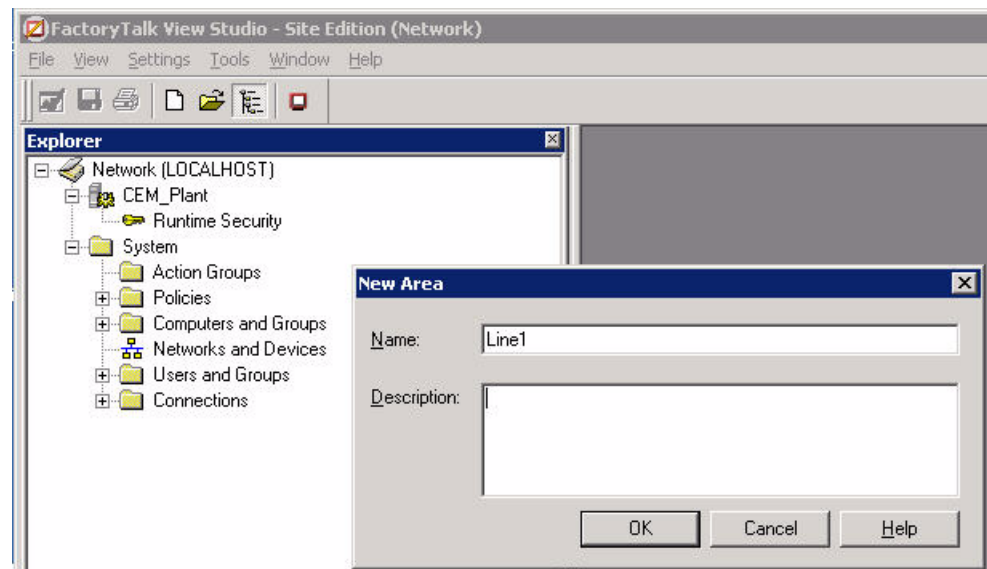 FactoryTalk View Studio - Site Edition (Network)
File View Settings Tools Window Help
Explorer
Network (LOCALHOST)
CEM_Plant
Runtime Security
System
Action Groups
Policies
Computers and Groups
Networks and Devices
Users and Groups
Connections
New Area
Name: Line1
Description:
OK Cancel Help